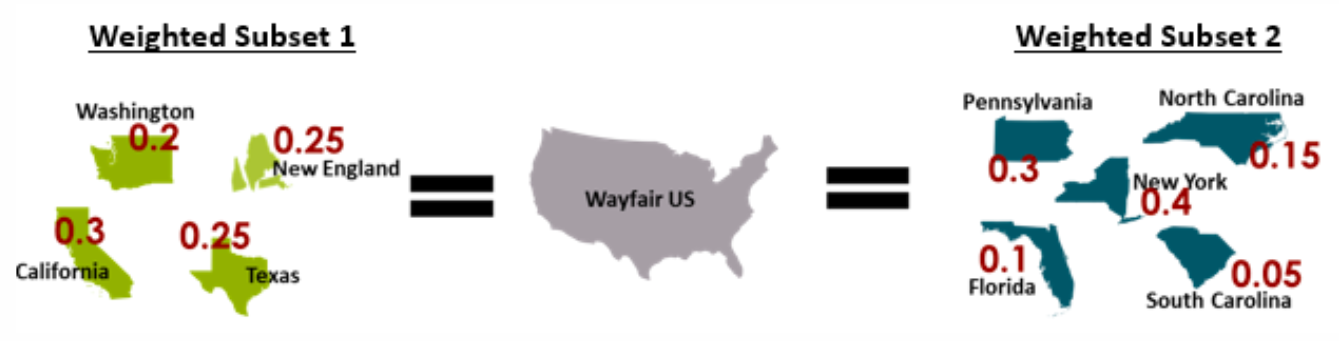 Weighted Subset 1
Washington
0.2
0.25
New England
0.3
California
0.25
Texas
Wayfair US
Weighted Subset 2
Pennsylvania
0.3
North Carolina
0.15
New York
0.4
0.1
Florida
0.05
South Carolina